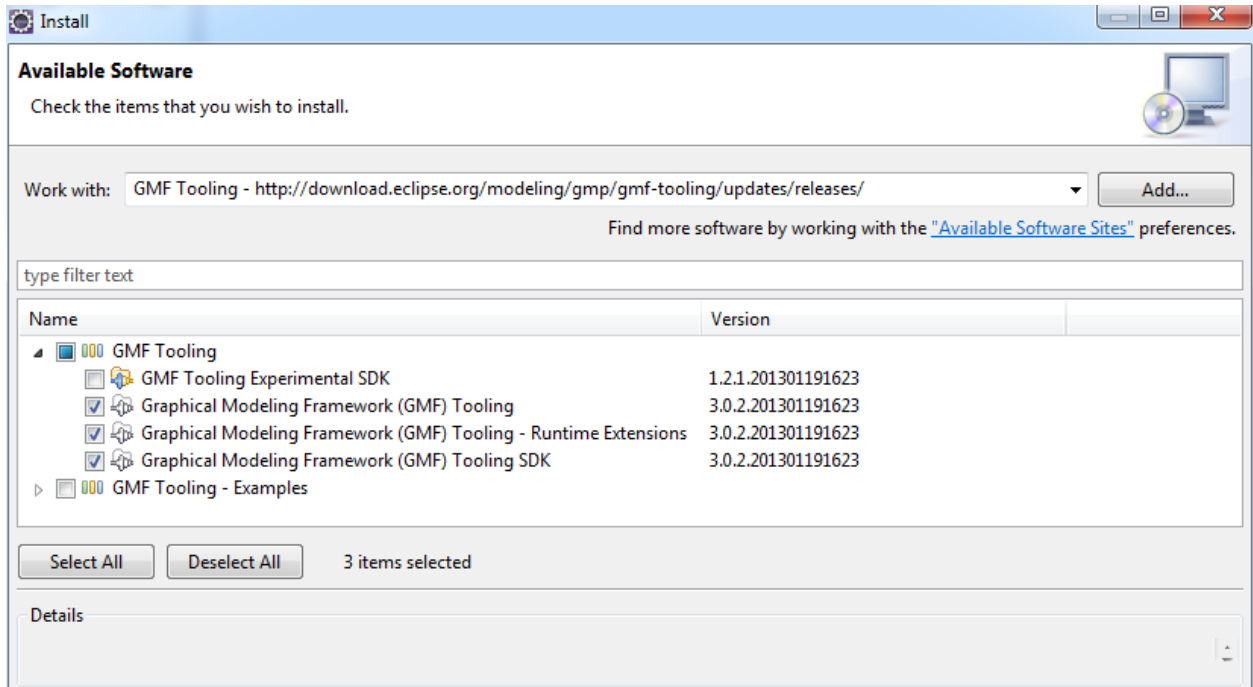 Install
Available Software
Check the items that you wish to install.
Work with: GMF Tooling - http://download.eclipse.org/modeling/gmp/gmf-tooling/updates/releases/ Add...
Find more software by working with the "Available Software Sites" preferences.
type filter text
Name Version
GMF Tooling
GMF Tooling Experimental SDK 1.2.1.201301191623
Graphical Modeling Framework (GMF) Tooling 3.0.2.201301191623
Graphical Modeling Framework (GMF) Tooling - Runtime Extensions 3.0.2.201301191623
Graphical Modeling Framework (GMF) Tooling SDK 3.0.2.201301191623
GMF Tooling - Examples
Select All Deselect All 3 items selected
Details